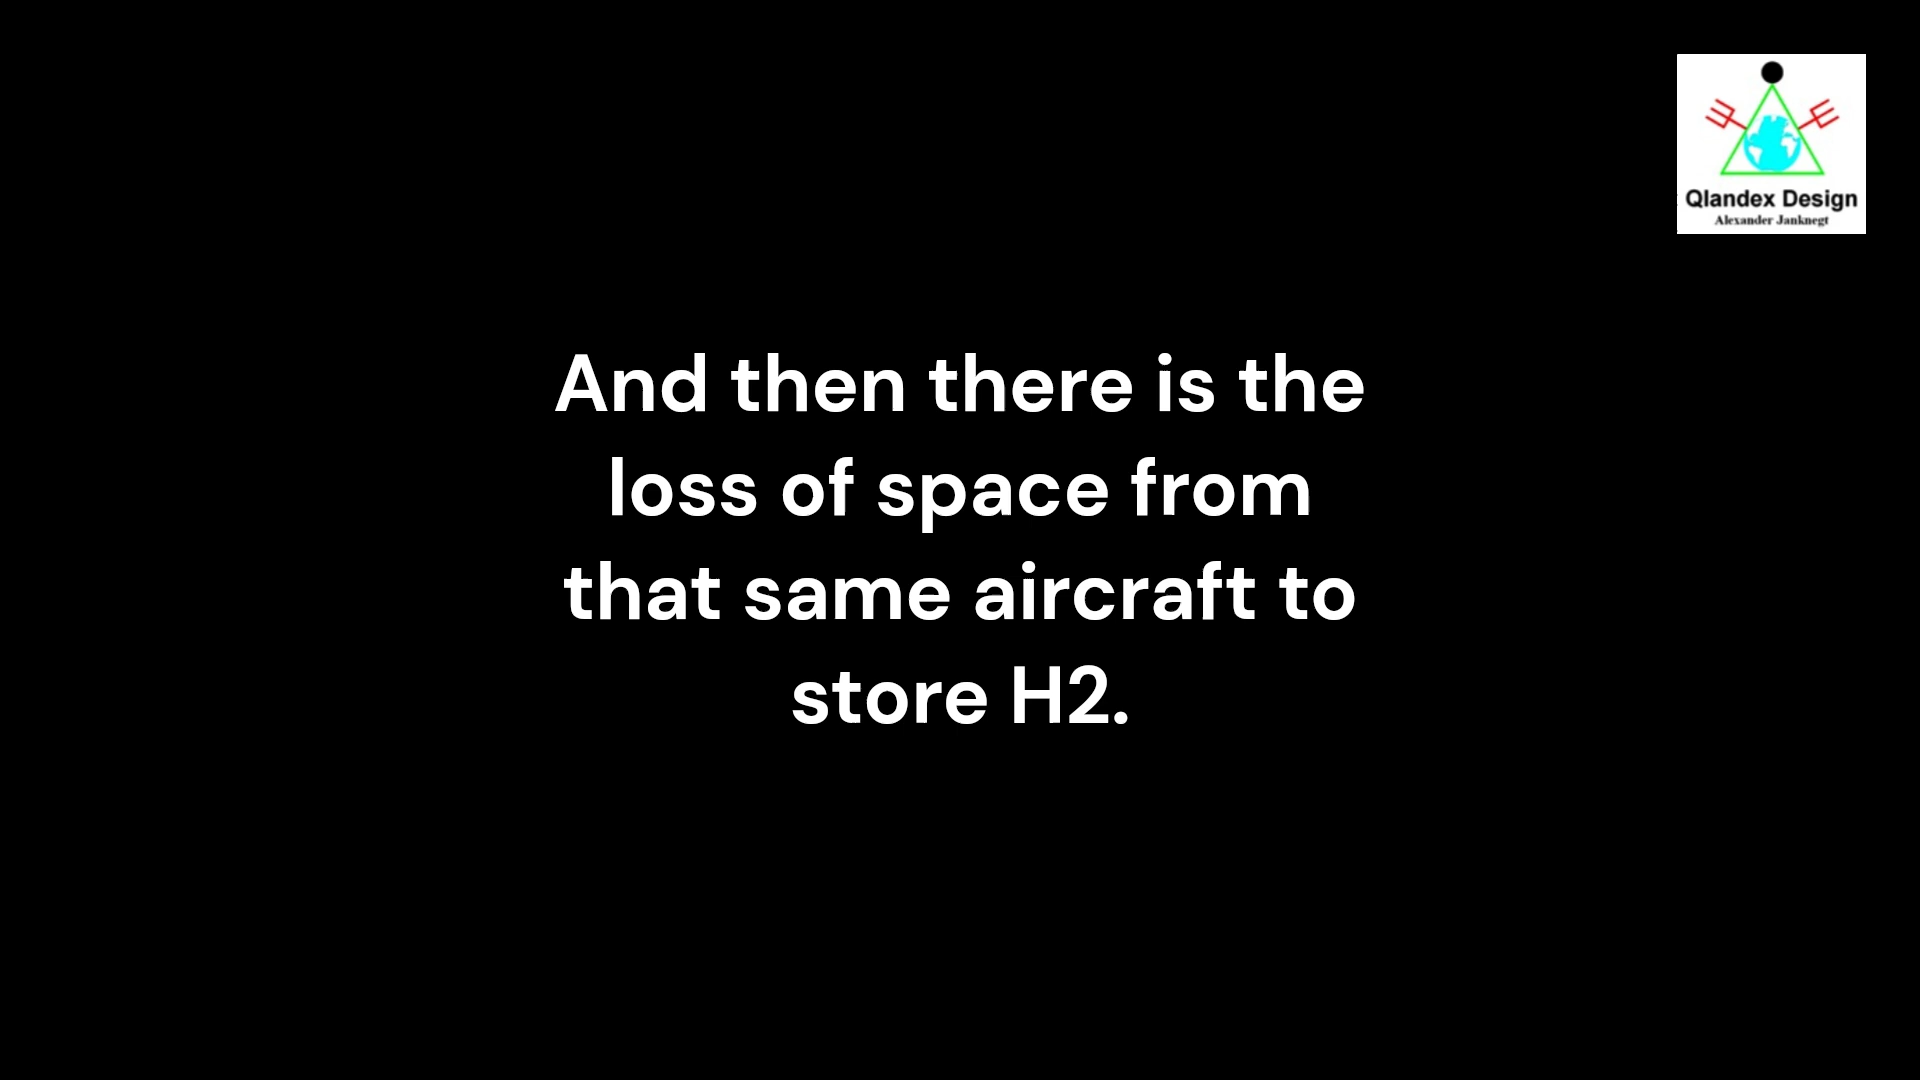 Qlandex Design
Alexander Janknegt
And then there is the
loss of space from
that same aircraft to
store H2.